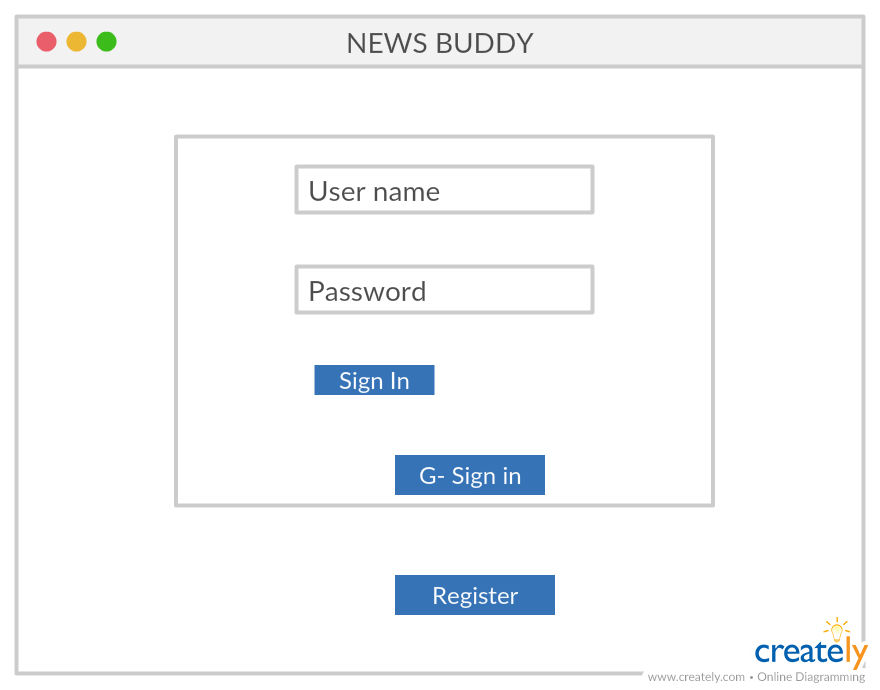 NEWS BUDDY
User name
Password
Sign In
G- Sign in
Register
creately
www.creately.com • Online Diagramming